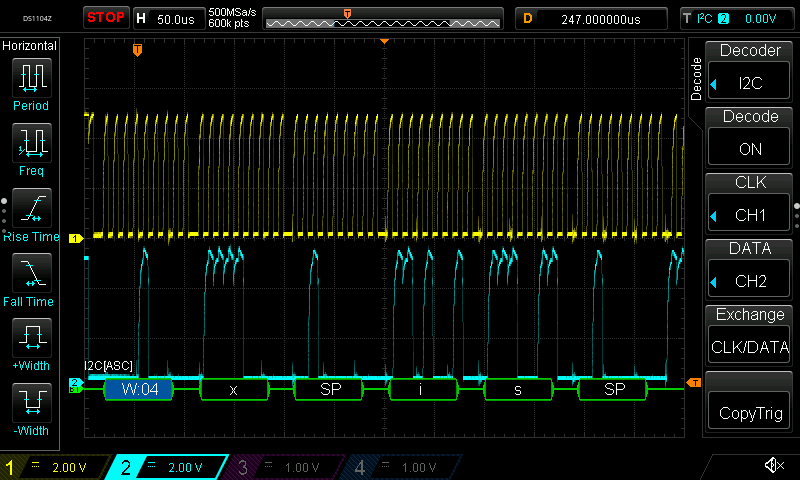 DS1104Z STOP H 50.0us 500MSa/s 600k pts T D 247.000000us T I²C 2 0.00V
Horizontal
Period
Freq
Rise Time
Fall Time
+Width
-Width
T
1
2
I2C[ASC]
W:04 x SP i s SP
T
Decode
Decoder
I2C
Decode
ON
CLK
CH1
DATA
CH2
Exchange
CLK/DATA
CopyTrig
1 2.00 V 2 2.00 V 3 1.00 V 4 1.00 V